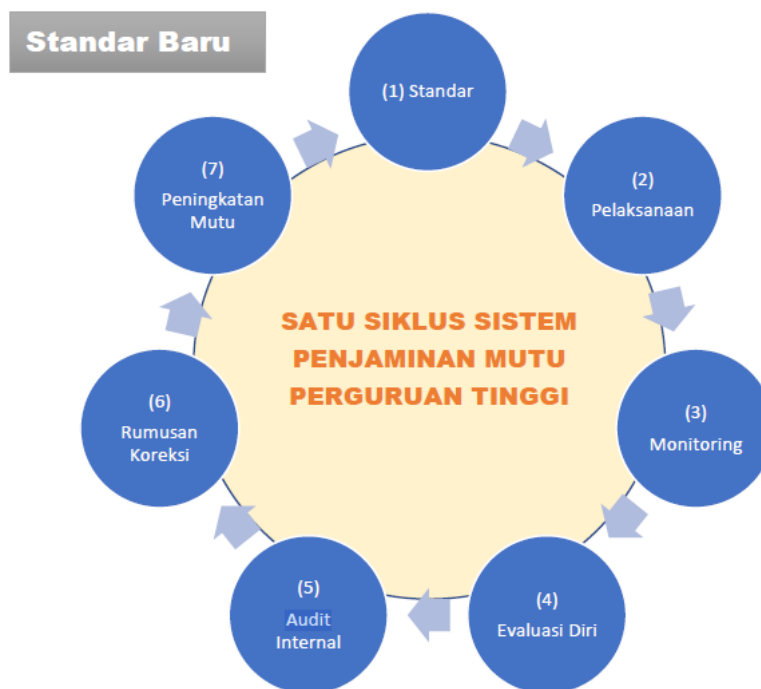 Standar Baru
(1) Standar
(2)
Pelaksanaan
(3)
Monitoring
(4)
Evaluasi Diri
(5)
Audit
Internal
(6)
Rumusan
Koreksi
(7)
Peningkatan
Mutu
SATU SIKLUS SISTEM
PENJAMINAN MUTU
PERGURUAN TINGGI